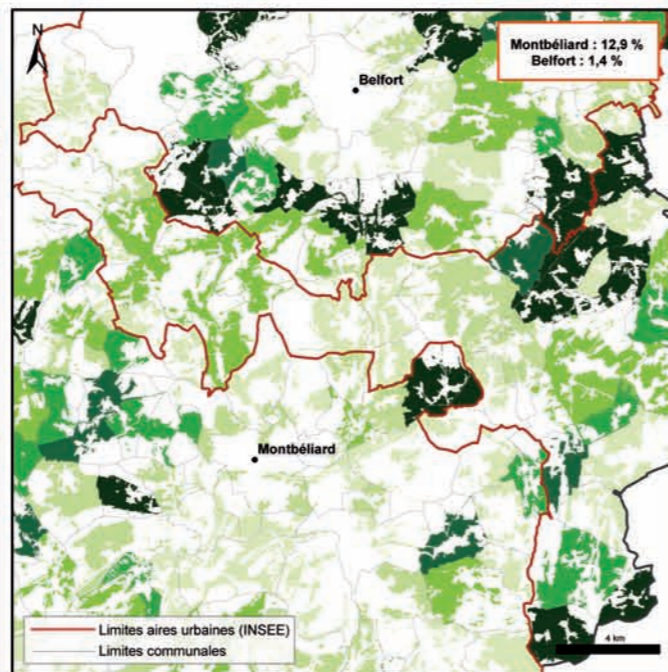 N
Montbéliard : 12,9 %
Belfort : 1,4 %
Belfort
Montbéliard
Limites aires urbaines (INSEE)
Limites communales
4 km